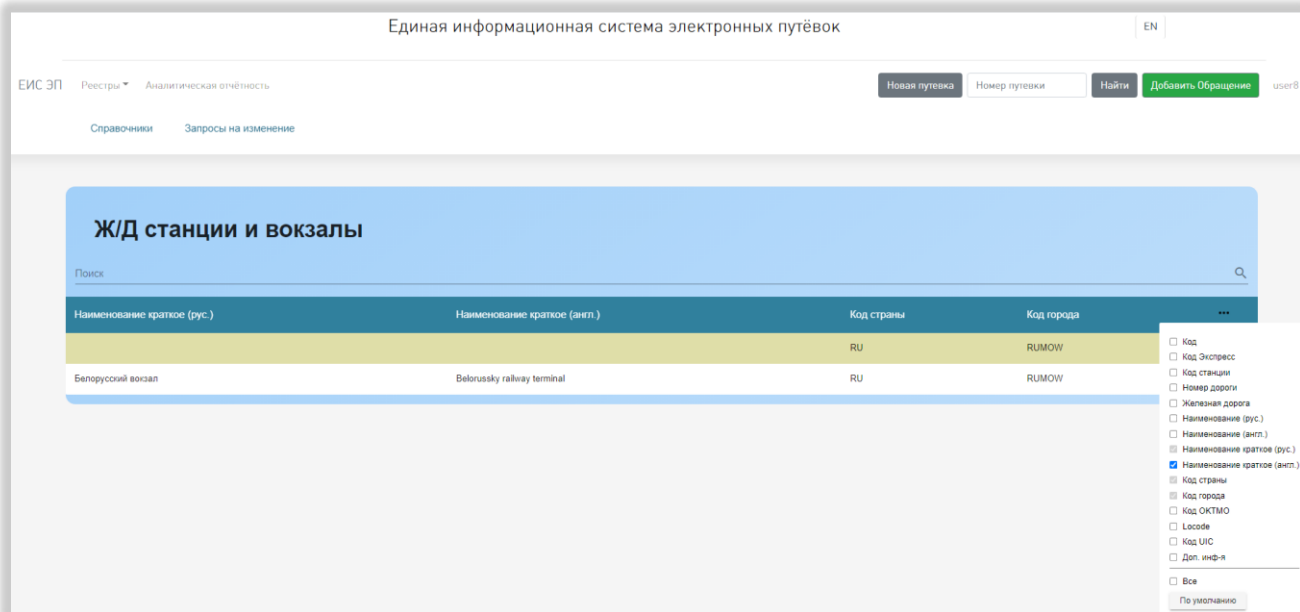 Единая информационная система электронных путёвок
EN
ЕИС ЭП Реестры Аналитическая отчётность Новая путевка Номер путевки Найти Добавить Обращение user8
Справочники Запросы на изменение
Ж/Д станции и вокзалы
Поиск
Наименование краткое (рус.) Наименование краткое (англ.) Код страны Код города ...
RU RUMOW
Белорусский вокзал Belorussky railway terminal RU RUMOW
Код
Код Экспресс
Код станции
Номер дороги
Железная дорога
Наименование (рус.)
Наименование (англ.)
Наименование краткое (рус.)
Наименование краткое (англ.)
Код страны
Код города
Код ОКТМО
Locode
Код UIC
Доп. инф-я
Все
По умолчанию